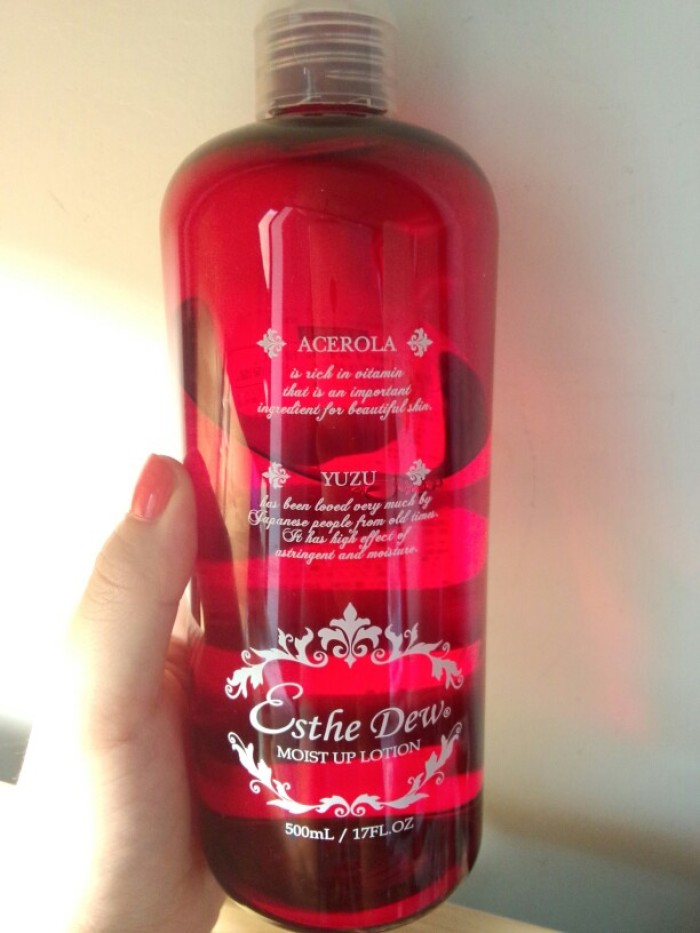 ACEROLA
is rich in vitamin
that is an important
ingredient for beautiful skin.
YUZU
has been loved very much by
Japanese people from old times.
It has high effect of
astringent and moisture.
Esthe Dew®
MOIST UP LOTION
500mL / 17FL.OZ